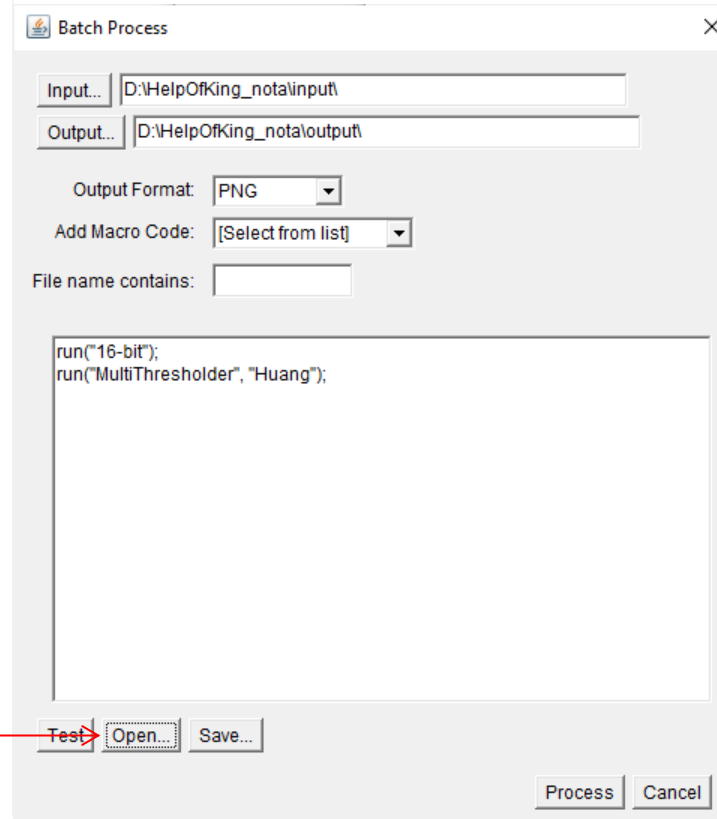 Batch Process
Input... D:\HelpOfKing_nota\input\
Output... D:\HelpOfKing_nota\output\
Output Format: PNG
Add Macro Code: [Select from list]
File name contains:
run("16-bit");
run("MultiThresholder", "Huang");
Test Open... Save...
Process Cancel